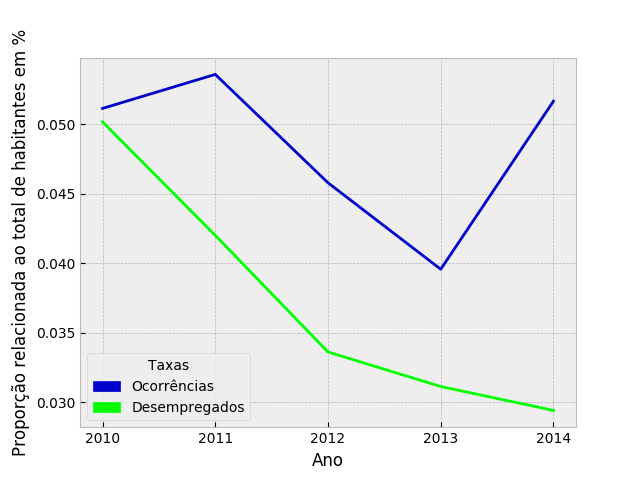 Proporção relacionada ao total de habitantes em %
0.050
0.045
0.040
0.035
0.030
Taxas
Ocorrências
Desempregados
2010 2011 2012 2013 2014
Ano